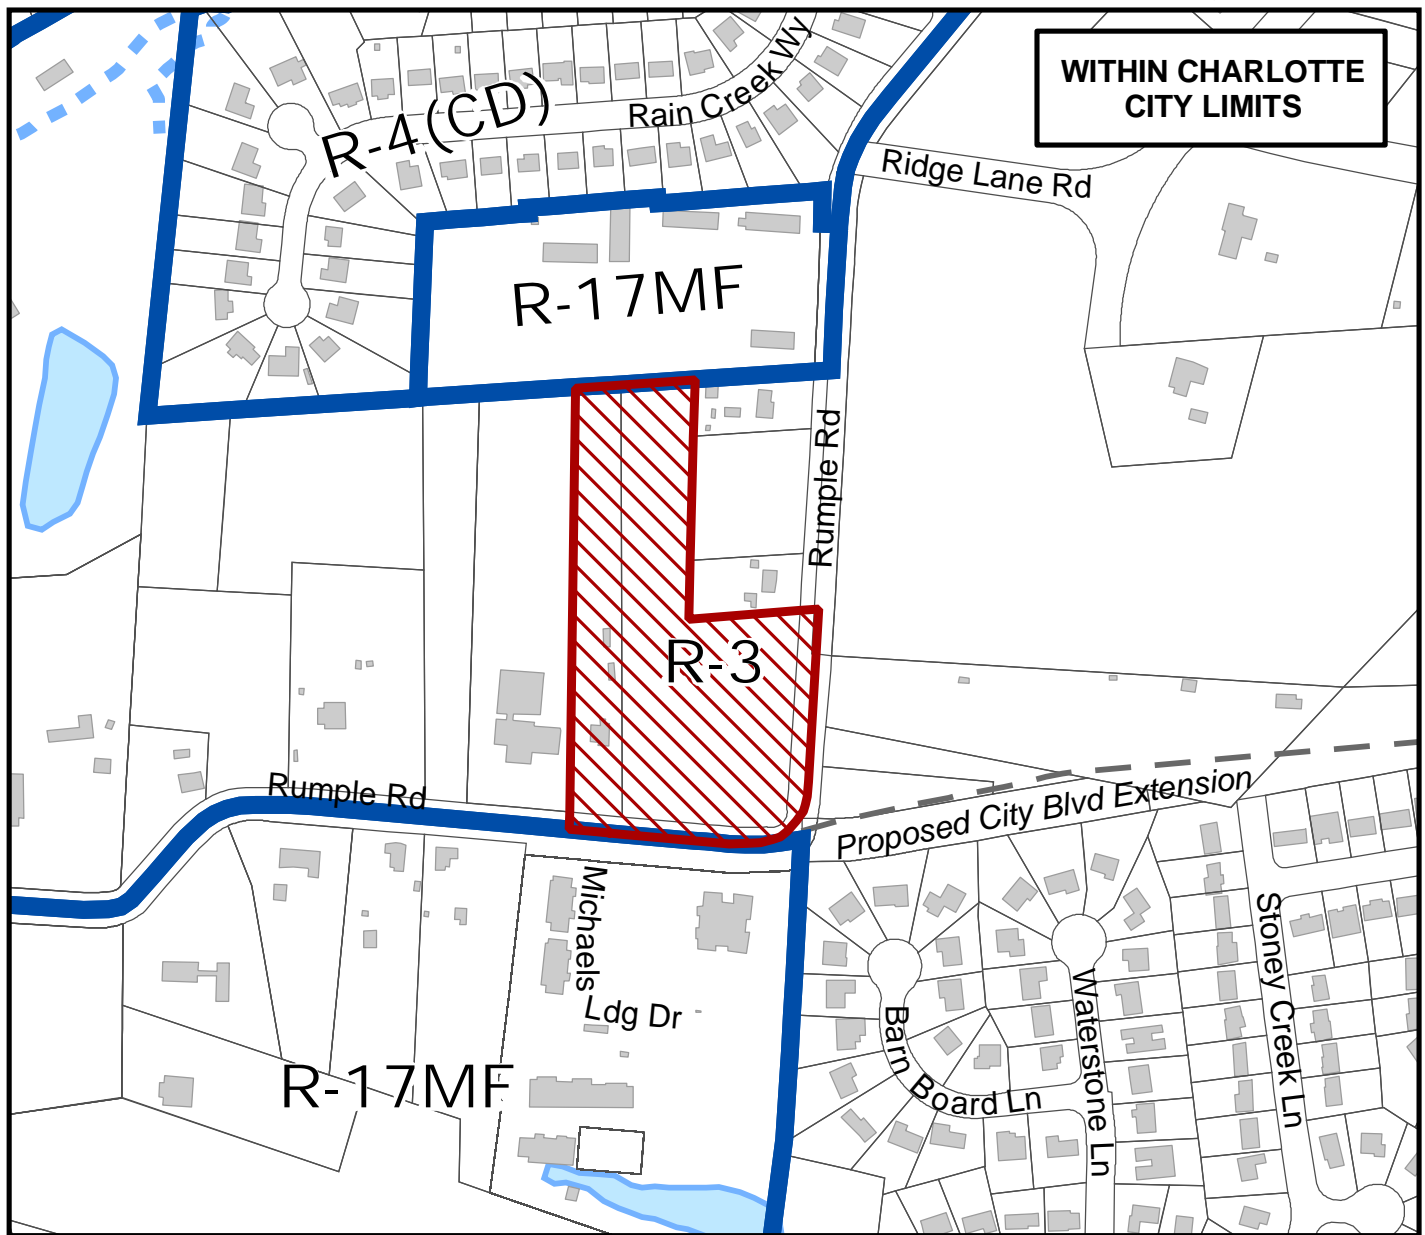 WITHIN CHARLOTTE
CITY LIMITS
Rain Creek Wy
R-4(CD)
Ridge Lane Rd
R-17MF
Rumple Rd
R-3
Rumple Rd
Proposed City Blvd Extension
Michaels
Ldg Dr
Stoney Creek Ln
Waterstone Ln
Barn Board Ln
R-17MF